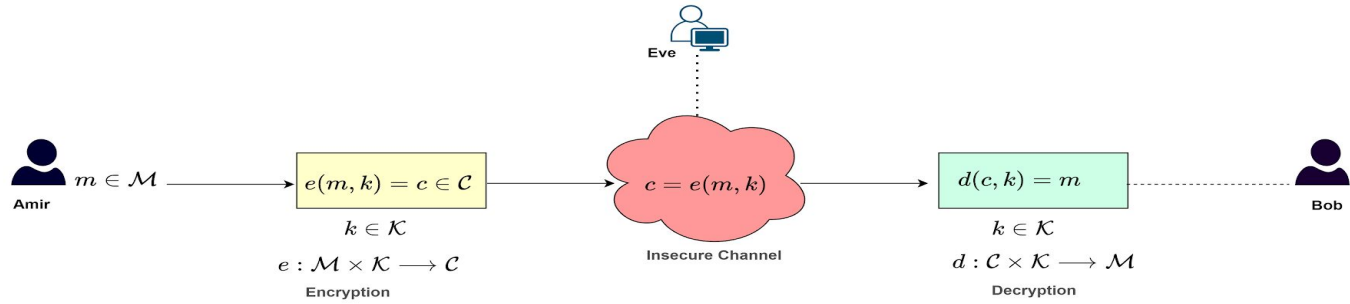 Eve
m ∈ ℳ
Amir
e(m, k) = c ∈ 𝒞
k ∈ 𝒦
e : ℳ × 𝒦 ⟶ 𝒞
Encryption
c = e(m, k)
Insecure Channel
d(c, k) = m
k ∈ 𝒦
d : 𝒞 × 𝒦 ⟶ ℳ
Decryption
Bob